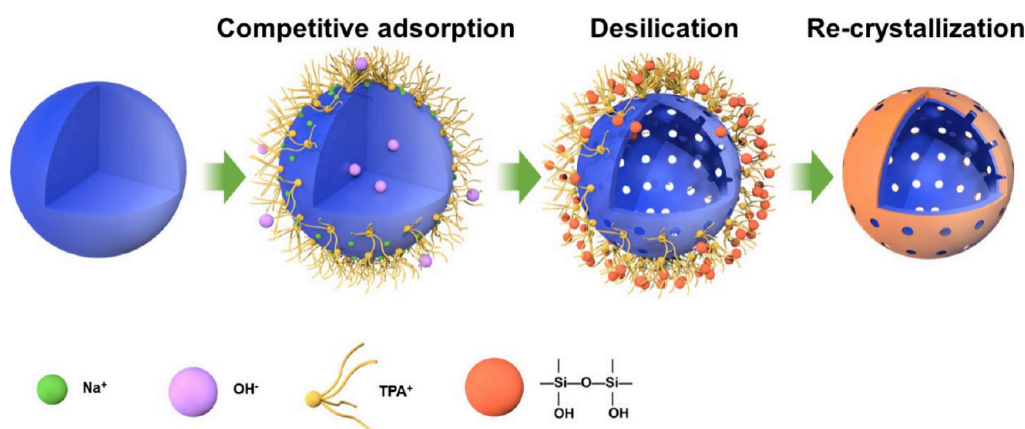 Competitive adsorption
Desilication
Re-crystallization
Na⁺
OH⁻
TPA⁺
—Si—O—Si—
OH OH